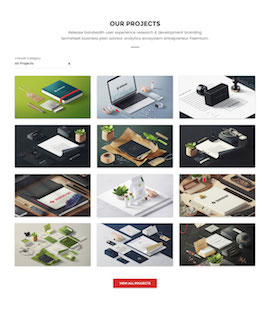 OUR PROJECTS
Release bandwidth user experience research & development branding
termsheet business plan advisor analytics ecosystem entrepreneur freemium.
Choose Category
All Projects
VIEW ALL PROJECTS